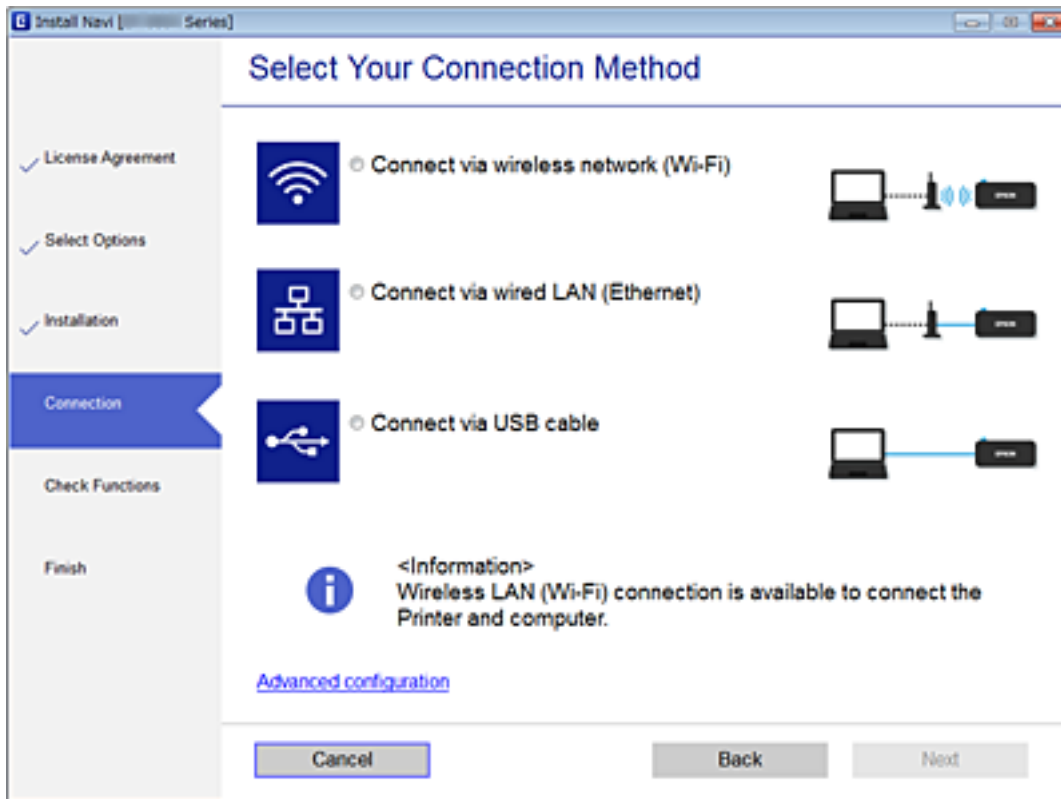 Install Navi [ Series]
Select Your Connection Method
License Agreement
Select Options
Installation
Connection
Check Functions
Finish
Connect via wireless network (Wi-Fi)
Connect via wired LAN (Ethernet)
Connect via USB cable
<Information>
Wireless LAN (Wi-Fi) connection is available to connect the
Printer and computer.
Advanced configuration
Cancel
Back
Next